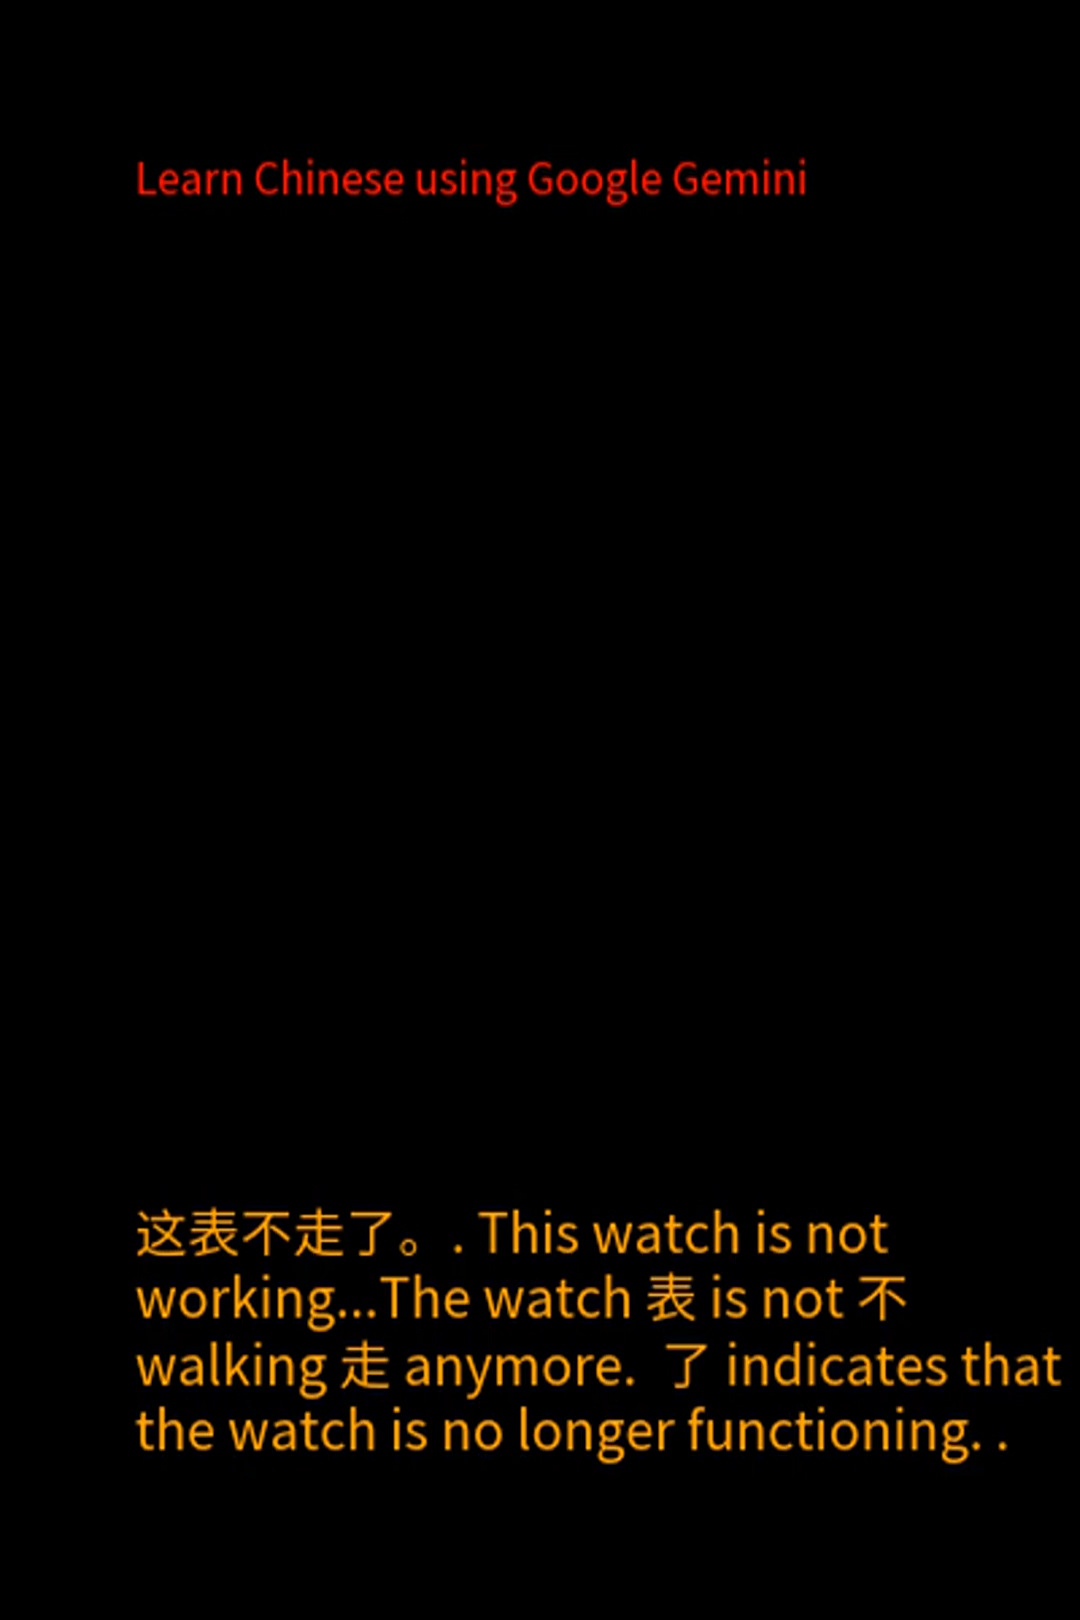 Learn Chinese using Google Gemini
这表不走了。. This watch is not
working...The watch 表 is not 不
walking 走 anymore.  了 indicates that
the watch is no longer functioning. .